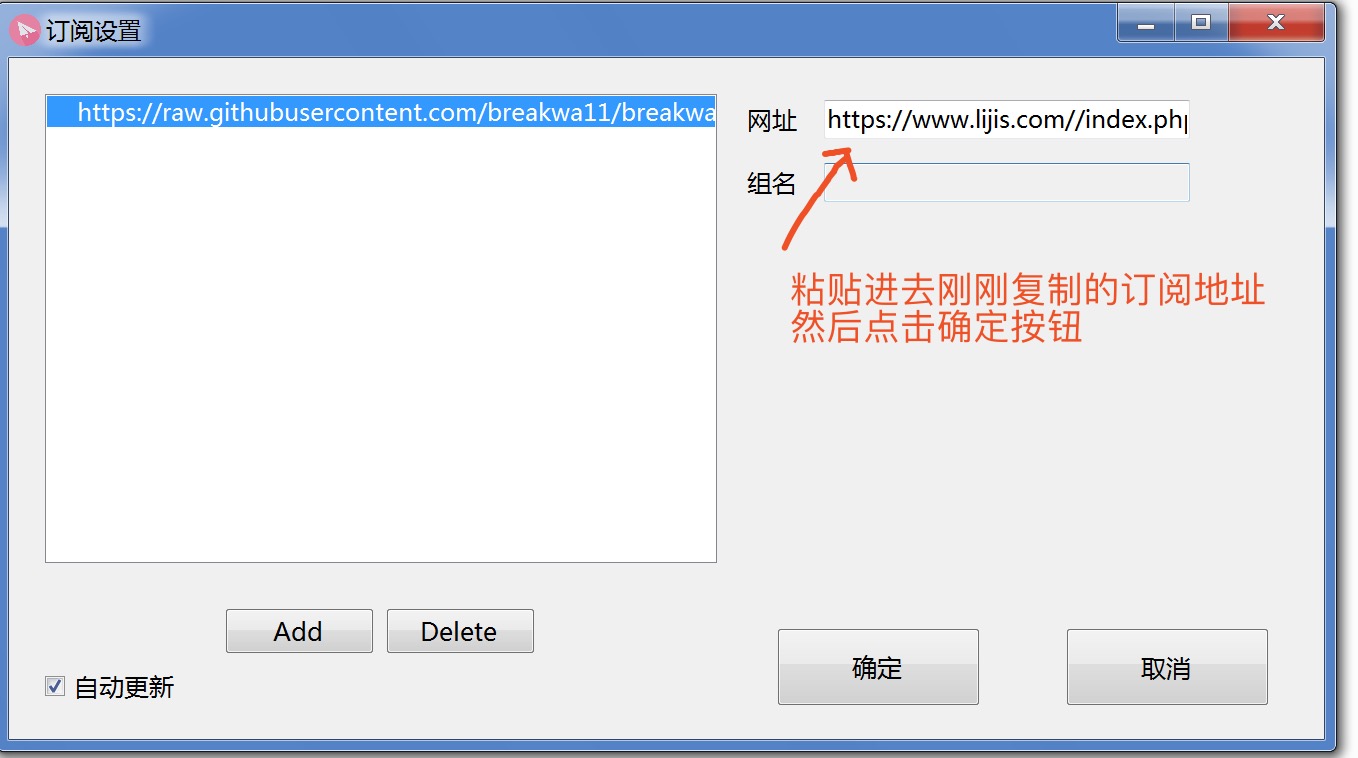 订阅设置
https://raw.githubusercontent.com/breakwa11/breakwa
网址
https://www.lijis.com//index.php
组名
粘贴进去刚刚复制的订阅地址
然后点击确定按钮
Add
Delete
确定
取消
自动更新